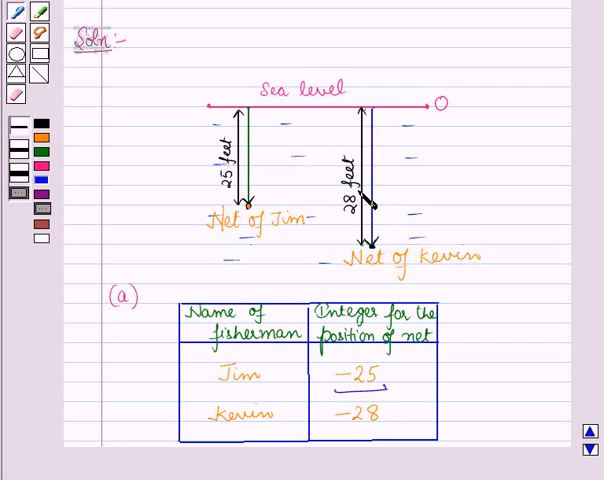 Soln:-
Sea level
0
25 feet
28 feet
Net of Jim
Net of Kevin
(a)
Name of fisherman
Integer for the position of net
Jim
-25
Kevin
-28